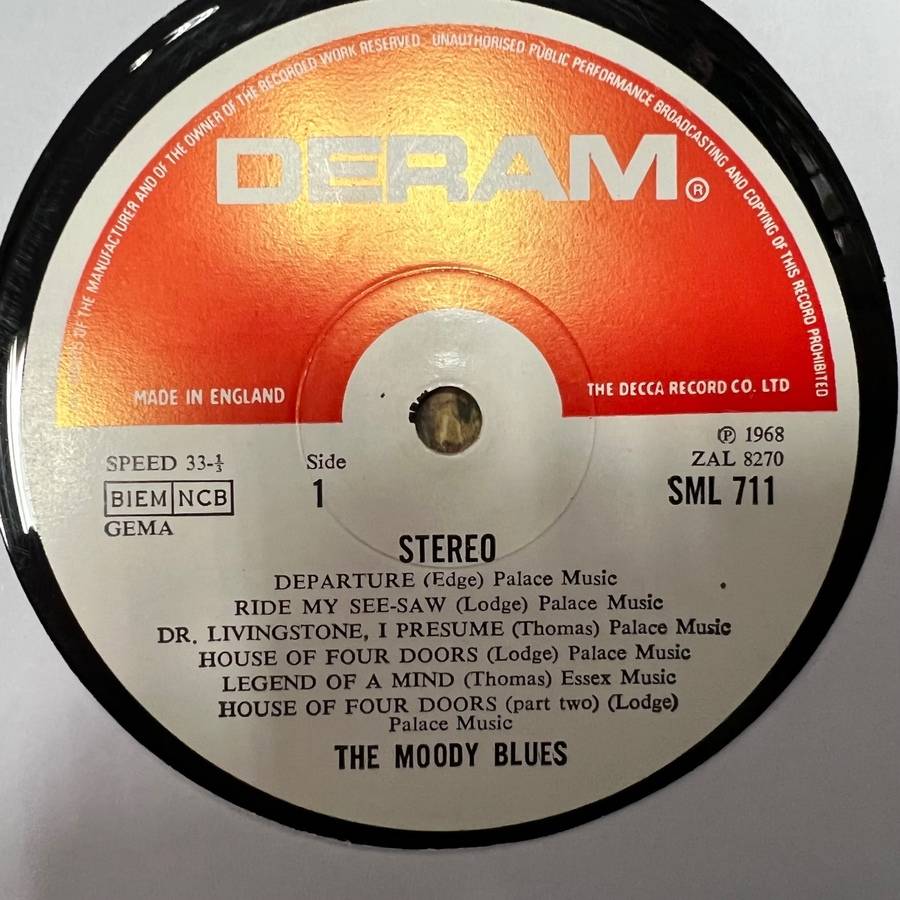 OF THE MANUFACTURER AND OF THE OWNER OF THE RECORDED WORK RESERVED UNAUTHORISED PUBLIC PERFORMANCE BROADCASTING AND COPYING OF THIS RECORD PROHIBITED
DERAM ®
MADE IN ENGLAND
THE DECCA RECORD CO. LTD
SPEED 33-⅓
BIEM NCB
GEMA
Side
1
℗ 1968
ZAL 8270
SML 711
STEREO
DEPARTURE (Edge) Palace Music
RIDE MY SEE-SAW (Lodge) Palace Music
DR. LIVINGSTONE, I PRESUME (Thomas) Palace Music
HOUSE OF FOUR DOORS (Lodge) Palace Music
LEGEND OF A MIND (Thomas) Essex Music
HOUSE OF FOUR DOORS (part two) (Lodge)
Palace Music
THE MOODY BLUES